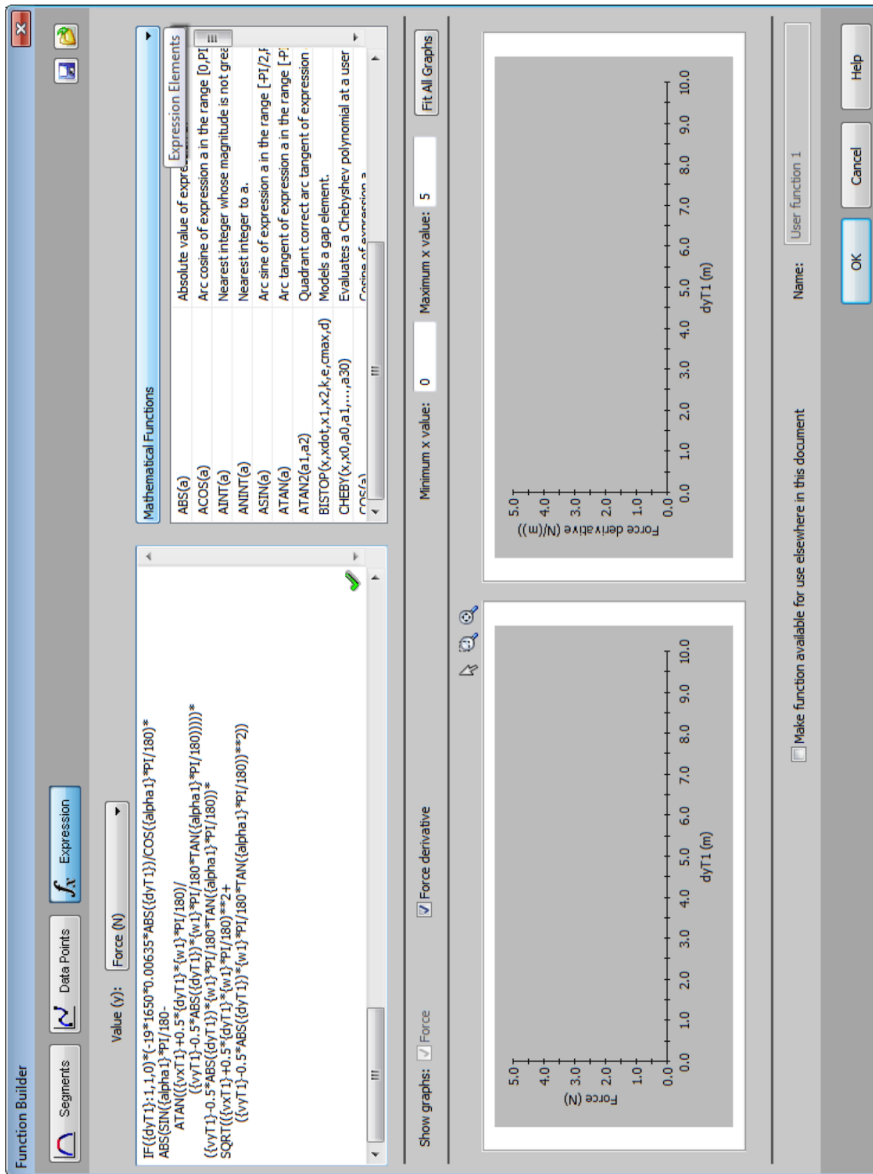 Function Builder
Segments
Data Points
fx Expression
Value (y): Force (N)
IF({dyT1}:1,1,0)*(-19*1650*0.00635*ABS({dyT1})/COS({alpha1}*PI/180)*
ABS(SIN({alpha1}*PI/180-
ATAN(({vxT1}+0.5*{dyT1}*{w1}*PI/180)/
({vyT1}-0.5*ABS({dyT1})*{w1}*PI/180*TAN({alpha1}*PI/180)))))*
({vyT1}-0.5*ABS({dyT1})*{w1}*PI/180*TAN({alpha1}*PI/180))*
SQRT(({vxT1}+0.5*{dyT1}*{w1}*PI/180)**2+
({vyT1}-0.5*ABS({dyT1})*{w1}*PI/180*TAN({alpha1}*PI/180))**2))
Mathematical Functions
Expression Elements
ABS(a) Absolute value of expre
ACOS(a) Arc cosine of expression a in the range [0,PI
AINT(a) Nearest integer whose magnitude is not grea
ANINT(a) Nearest integer to a.
ASIN(a) Arc sine of expression a in the range [-PI/2,F
ATAN(a) Arc tangent of expression a in the range [-P:
ATAN2(a1,a2) Quadrant correct arc tangent of expression
BISTOP(x,xdot,x1,x2,k,e,cmax,d) Models a gap element.
CHEBY(x,x0,a0,a1,...,a30) Evaluates a Chebyshev polynomial at a user
COS(a) Cosine of expression a
Show graphs: Force
Force derivative
Minimum x value: 0
Maximum x value: 5
Fit All Graphs
Force (N)
5.0
4.0
3.0
2.0
1.0
0.0
0.0 1.0 2.0 3.0 4.0 5.0 6.0 7.0 8.0 9.0 10.0
dyT1 (m)
Force derivative (N/(m))
5.0
4.0
3.0
2.0
1.0
0.0
0.0 1.0 2.0 3.0 4.0 5.0 6.0 7.0 8.0 9.0 10.0
dyT1 (m)
Make function available for use elsewhere in this document
Name: User function 1
OK
Cancel
Help